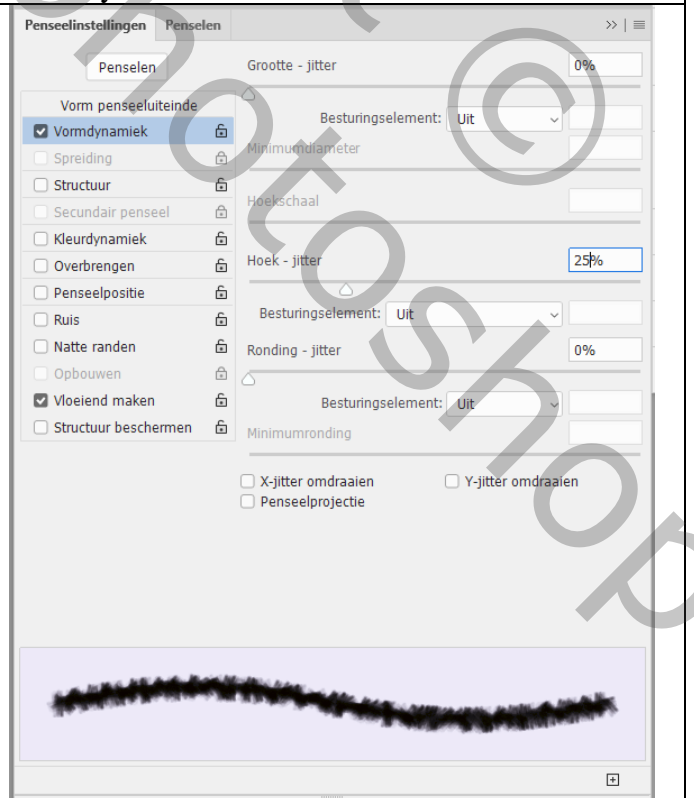 Penseelinstellingen Penselen
Penselen
Grootte - jitter 0%
Vorm penseeluiteinde
Besturingselement: Uit
Vormdynamiek
Minimumdiameter
Spreiding
Structuur
Hoekschaal
Secundair penseel
Kleurdynamiek
Hoek - jitter 25%
Overbrengen
Penseelpositie
Besturingselement: Uit
Ruis
Natte randen
Ronding - jitter 0%
Opbouwen
Vloeiend maken
Besturingselement: Uit
Structuur beschermen
Minimumronding
X-jitter omdraaien Y-jitter omdraaien
Penseelprojectie
Photoshop